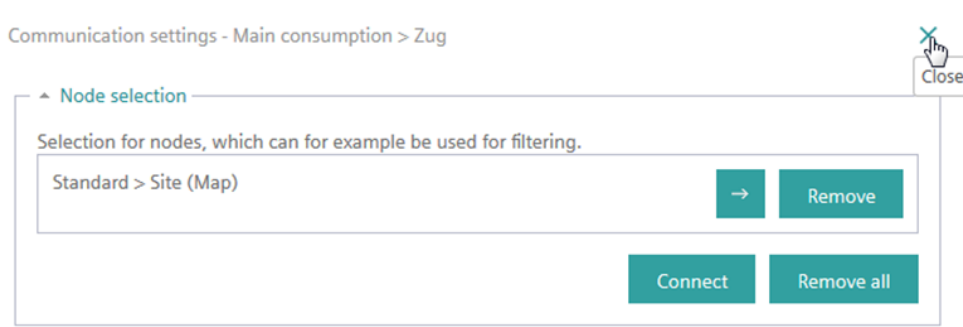 Communication settings - Main consumption > Zug
Close
Node selection
Selection for nodes, which can for example be used for filtering.
Standard > Site (Map)
→ Remove
Connect Remove all